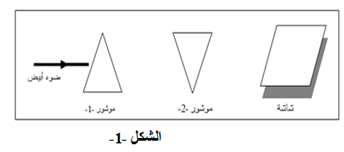 ضوء أبيض
موشور -1-
موشور -2-
شاشة
الشكل -1-